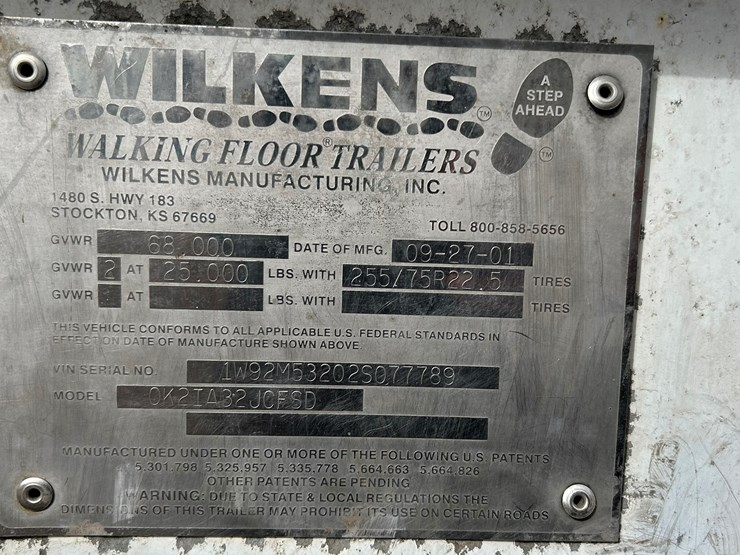 WILKENS TM
A
STEP
AHEAD
TM
WALKING FLOOR® TRAILERS
WILKENS MANUFACTURING, INC.
1480 S. HWY 183
STOCKTON, KS 67669
TOLL 800-858-5656
GVWR 68,000 DATE OF MFG. 09-27-01
GVWR 2 AT 25,000 LBS. WITH 255/75R22.5 TIRES
GVWR AT LBS. WITH TIRES
THIS VEHICLE CONFORMS TO ALL APPLICABLE U.S. FEDERAL STANDARDS IN
EFFECT ON DATE OF MANUFACTURE SHOWN ABOVE.
VIN SERIAL NO. 1W92M53202S077789
MODEL OK2IA32JCFSD
MANUFACTURED UNDER ONE OR MORE OF THE FOLLOWING U.S. PATENTS
5.301.798 5.325.957 5.335.778 5.664.663 5.664.826
OTHER PATENTS ARE PENDING
WARNING: DUE TO STATE & LOCAL REGULATIONS THE
DIMENSIONS OF THIS TRAILER MAY PROHIBIT ITS USE ON CERTAIN ROADS